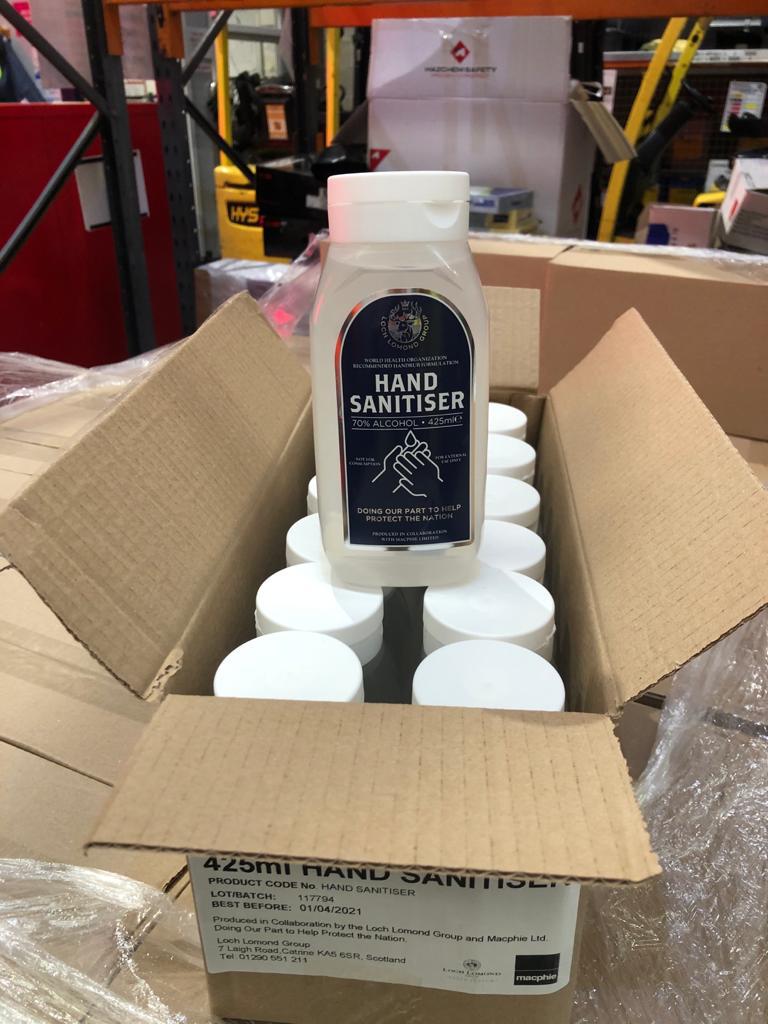 HAZCHEM SAFETY
HYS
LOCH LOMOND GROUP
WORLD HEALTH ORGANIZATION
RECOMMENDED HANDRUB FORMULATION
HAND
SANITISER
70% ALCOHOL • 425ml℮
NOT FOR
CONSUMPTION
FOR EXTERNAL
USE ONLY
DOING OUR PART TO HELP
PROTECT THE NATION
PRODUCED IN COLLABORATION
WITH MACPHIE LIMITED
425ml HAND SANITISER
PRODUCT CODE No. HAND SANITISER
LOT/BATCH: 117794
BEST BEFORE: 01/04/2021
Produced in Collaboration by the Loch Lomond Group and Macphie Ltd.
Doing Our Part to Help Protect the Nation.
Loch Lomond Group
7 Laigh Road,Catrine KA5 6SR, Scotland
Tel. 01290 551 211
LOCH LOMOND
macphie